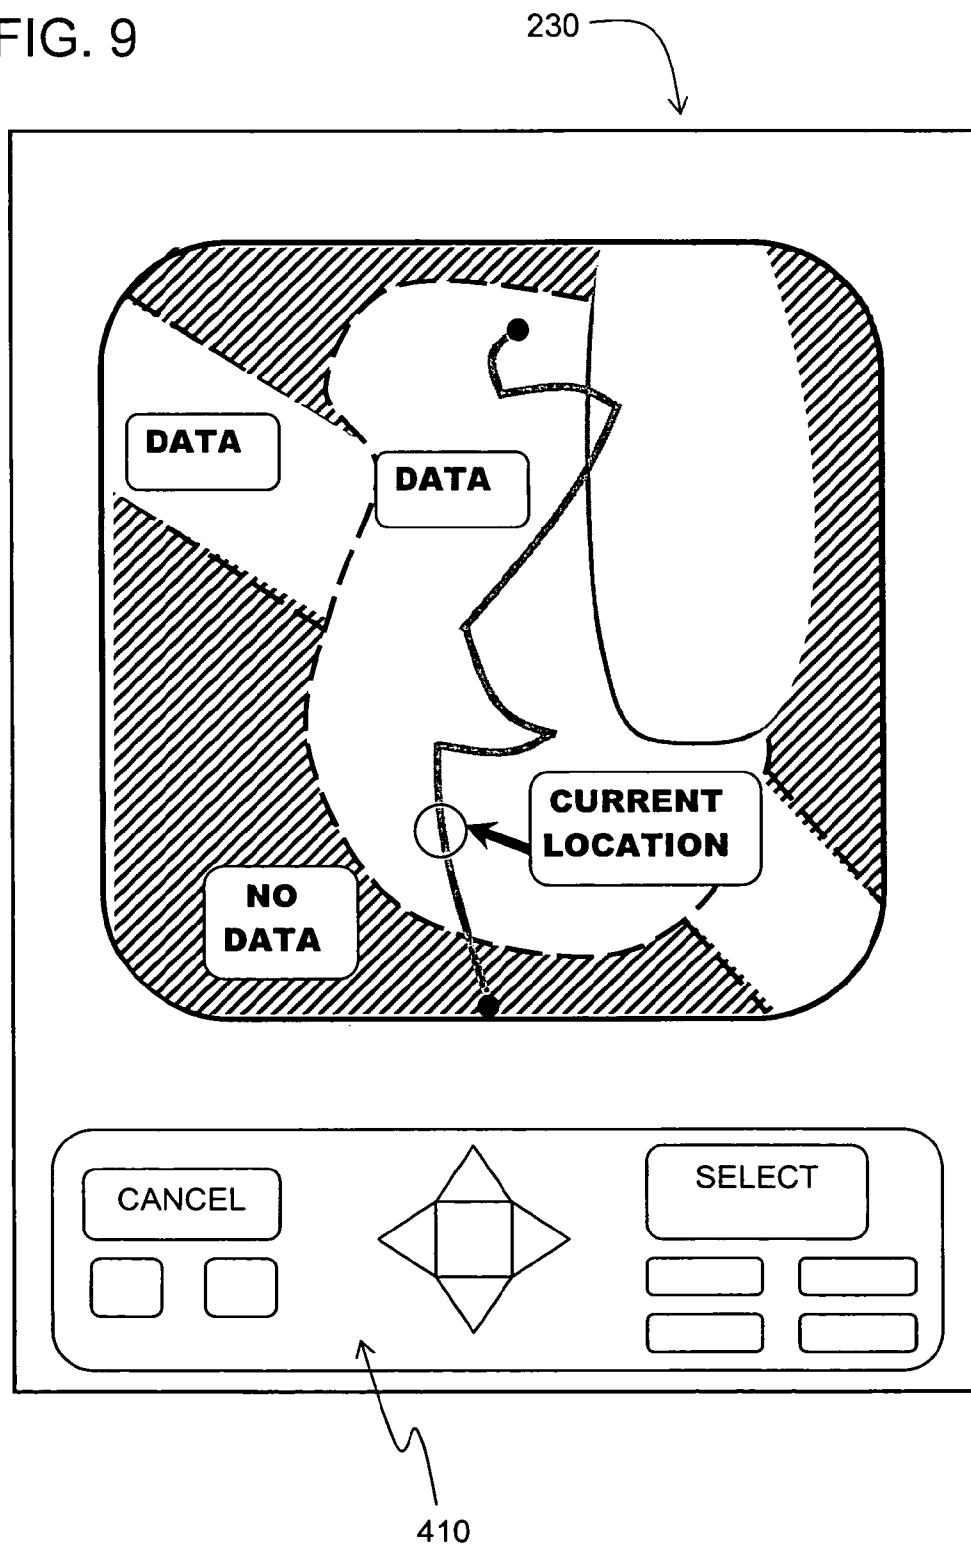 FIG. 9
230
DATA
DATA
CURRENT
LOCATION
NO
DATA
CANCEL
SELECT
410